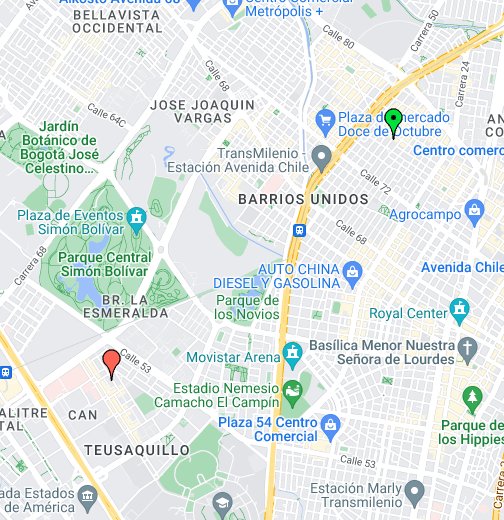 Alkosto Avenida 68
BELLAVISTA
OCCIDENTAL
Centro Comercial
Metrópolis +
Calle 80
Carrera 50
Calle 68
Carrera 24
Calle 64C
JOSE JOAQUIN
VARGAS
Plaza de mercado
Doce de Octubre
Jardín
Botánico de
Bogotá José
Celestino...
TransMilenio -
Estación Avenida Chile
Centro comerc
Calle 72
BARRIOS UNIDOS
Plaza de Eventos
Simón Bolívar
Agrocampo
Calle 68
Carrera 68
Parque Central
Simón Bolívar
AUTO CHINA
DIESEL Y GASOLINA
Avenida Chile
BR. LA
ESMERALDA
Parque de
los Novios
Royal Center
Calle 53
Movistar Arena
Basílica Menor Nuestra
Señora de Lourdes
Estadio Nemesio
Camacho El Campín
ALITRE
TAL
CAN
Plaza 54 Centro
Comercial
Parque de
los Hippies
TEUSAQUILLO
Calle 53
ada Estados
de América
Estación Marly
Transmilenio
Carrera